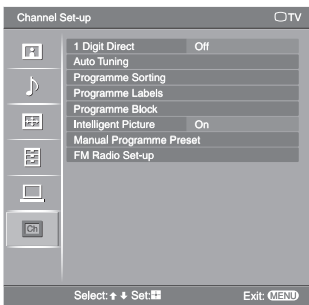 Channel Set-up TV
1 Digit Direct Off
Auto Tuning
Programme Sorting
Programme Labels
Programme Block
Intelligent Picture On
Manual Programme Preset
FM Radio Set-up
Ch
Select: Set: Exit: MENU